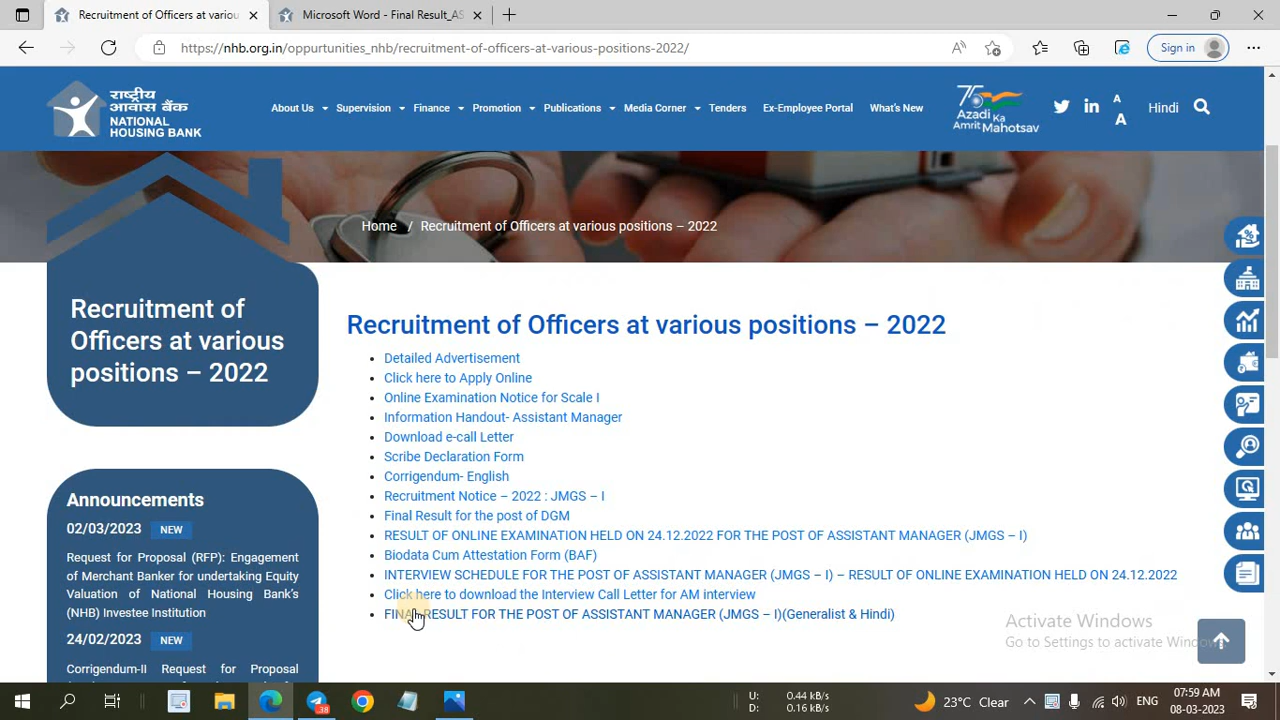 Recruitment of Officers at variou
Microsoft Word - Final Result_AS
https://nhb.org.in/oppurtunities_nhb/recruitment-of-officers-at-various-positions-2022/
Sign in
राष्ट्रीय
आवास बैंक
NATIONAL
HOUSING BANK
About Us
Supervision
Finance
Promotion
Publications
Media Corner
Tenders
Ex-Employee Portal
What's New
75
Azadi
Ka
Amrit
Mahotsav
A
A
Hindi
Home / Recruitment of Officers at various positions – 2022
Recruitment of
Officers at various
positions – 2022
Recruitment of Officers at various positions – 2022
Detailed Advertisement
Click here to Apply Online
Online Examination Notice for Scale I
Information Handout- Assistant Manager
Download e-call Letter
Scribe Declaration Form
Corrigendum- English
Recruitment Notice – 2022 : JMGS – I
Final Result for the post of DGM
RESULT OF ONLINE EXAMINATION HELD ON 24.12.2022 FOR THE POST OF ASSISTANT MANAGER (JMGS – I)
Biodata Cum Attestation Form (BAF)
INTERVIEW SCHEDULE FOR THE POST OF ASSISTANT MANAGER (JMGS – I) – RESULT OF ONLINE EXAMINATION HELD ON 24.12.2022
Click here to download the Interview Call Letter for AM interview
FINAL RESULT FOR THE POST OF ASSISTANT MANAGER (JMGS – I)(Generalist & Hindi)
Announcements
02/03/2023 NEW
Request for Proposal (RFP): Engagement
of Merchant Banker for undertaking Equity
Valuation of National Housing Bank's
(NHB) Investee Institution
24/02/2023 NEW
Corrigendum-II Request for Proposal
Activate Windows
Go to Settings to activate Windows.
38
U: 0.44 kB/s
D: 0.16 kB/s
23°C Clear
ENG
07:59 AM
08-03-2023